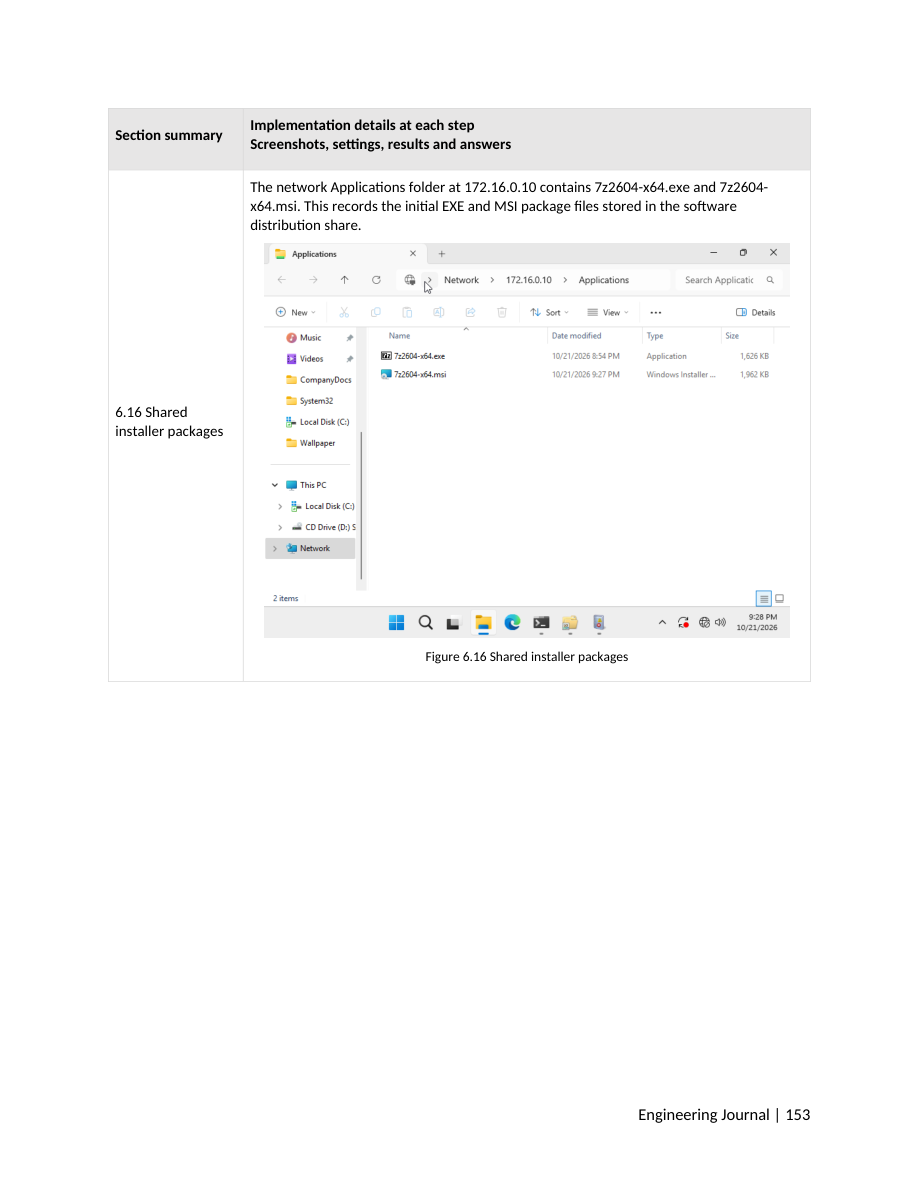 Section summary
Implementation details at each step
Screenshots, settings, results and answers
6.16 Shared
installer packages
The network Applications folder at 172.16.0.10 contains 7z2604-x64.exe and 7z2604-
x64.msi. This records the initial EXE and MSI package files stored in the software
distribution share.
Applications
Network > 172.16.0.10 > Applications
Search Applicatic
New
Sort
View
Details
Name Date modified Type Size
Music
7z2604-x64.exe 10/21/2026 8:54 PM Application 1,626 KB
Videos
7z2604-x64.msi 10/21/2026 9:27 PM Windows Installer ... 1,962 KB
CompanyDocs
System32
Local Disk (C:)
Wallpaper
This PC
Local Disk (C:)
CD Drive (D:) S
Network
2 items
9:28 PM
10/21/2026
Figure 6.16 Shared installer packages
Engineering Journal | 153